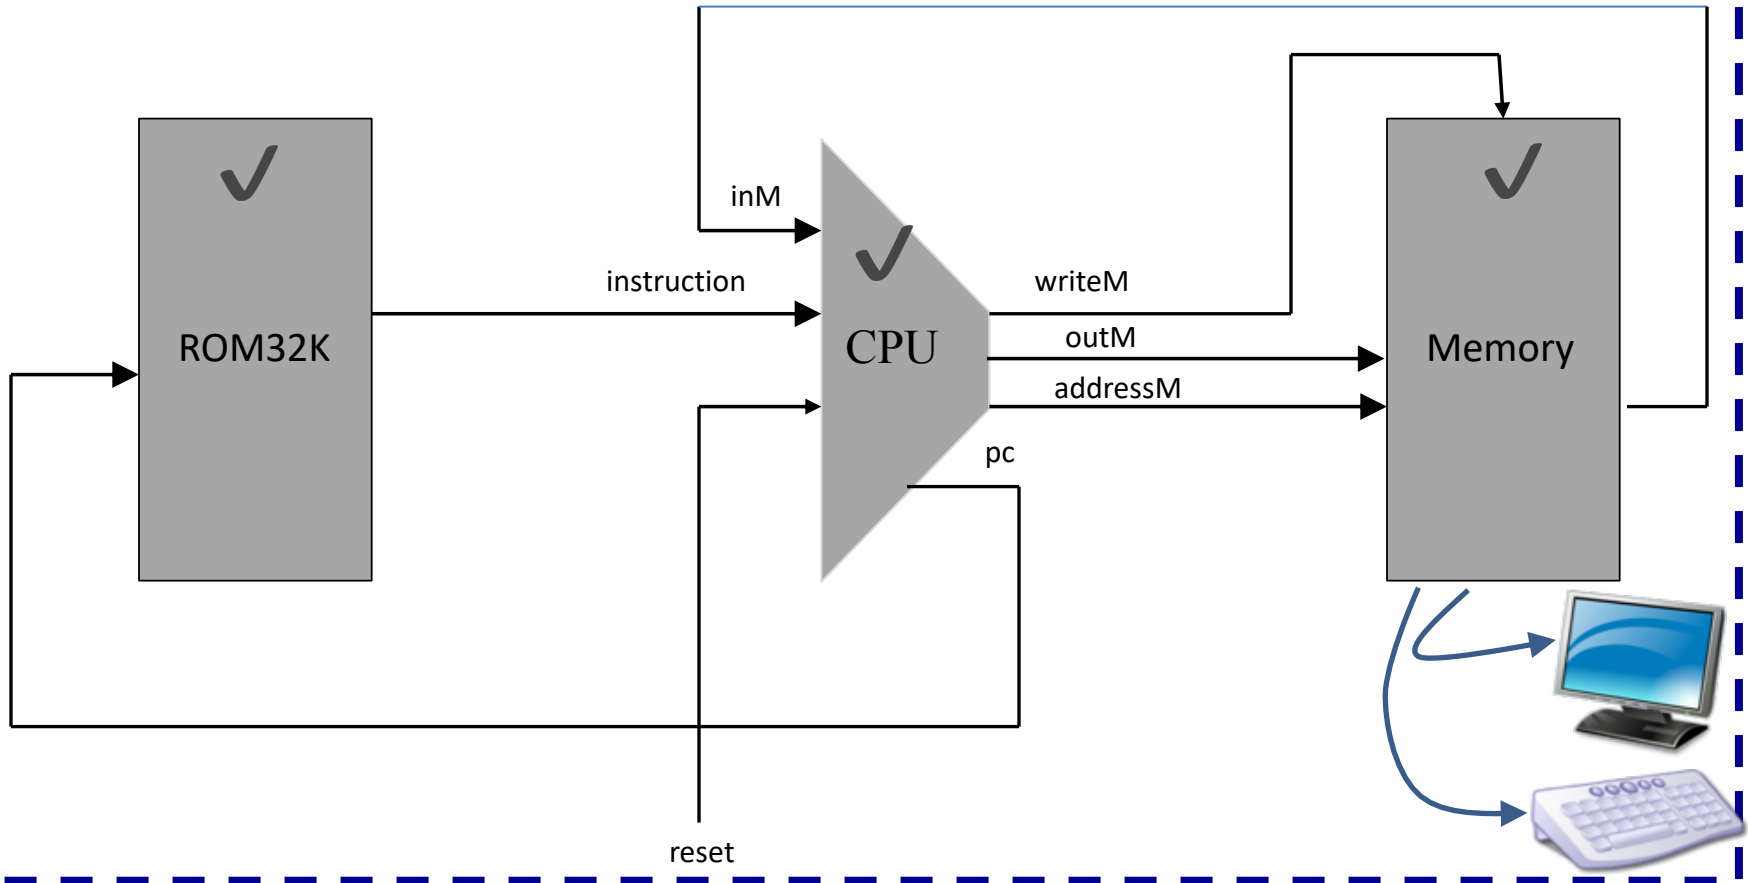 inM
instruction
writeM
outM
ROM32K
CPU
Memory
addressM
pc
reset